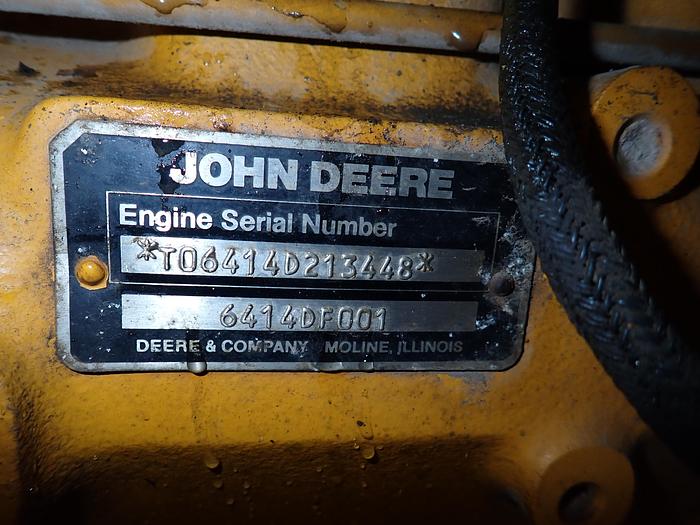 JOHN DEERE
Engine Serial Number
*T06414D213448*
6414DF001
DEERE & COMPANY MOLINE, ILLINOIS